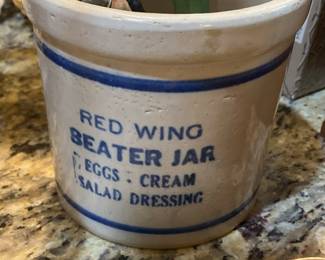 RED WING
BEATER JAR
EGGS · CREAM
SALAD DRESSING